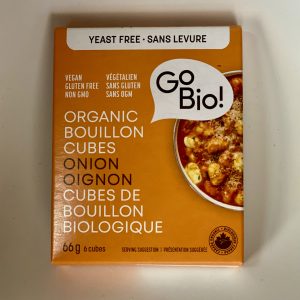 YEAST FREE • SANS LEVURE
VEGAN
GLUTEN FREE
NON GMO
VÉGÉTALIEN
SANS GLUTEN
SANS OGM
Go
Bio!
ORGANIC
BOUILLON
CUBES
ONION
OIGNON
CUBES DE
BOUILLON
BIOLOGIQUE
66 g 6 cubes
SERVING SUGGESTION | PRÉSENTATION SUGGÉRÉE